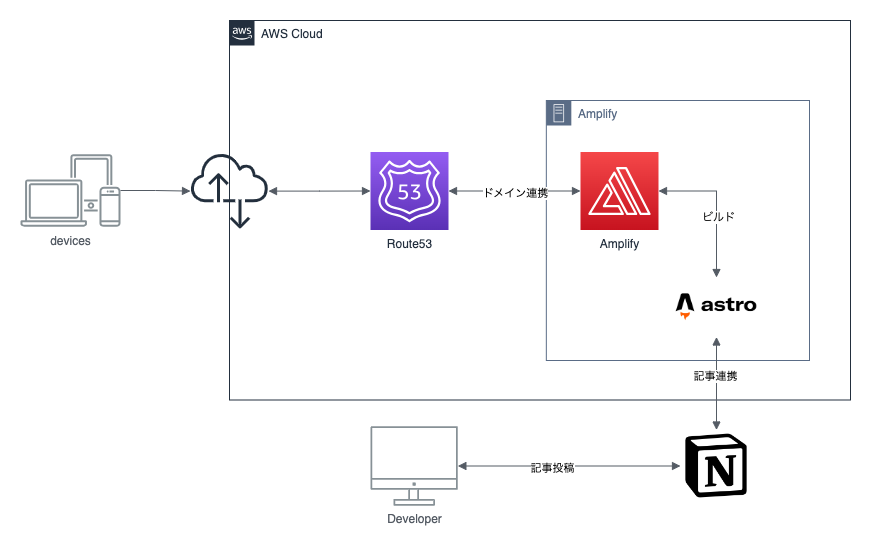 aws
AWS Cloud
Amplify
53
ドメイン連携
devices
Route53
Amplify
ビルド
astro
記事連携
記事投稿
N
Developer